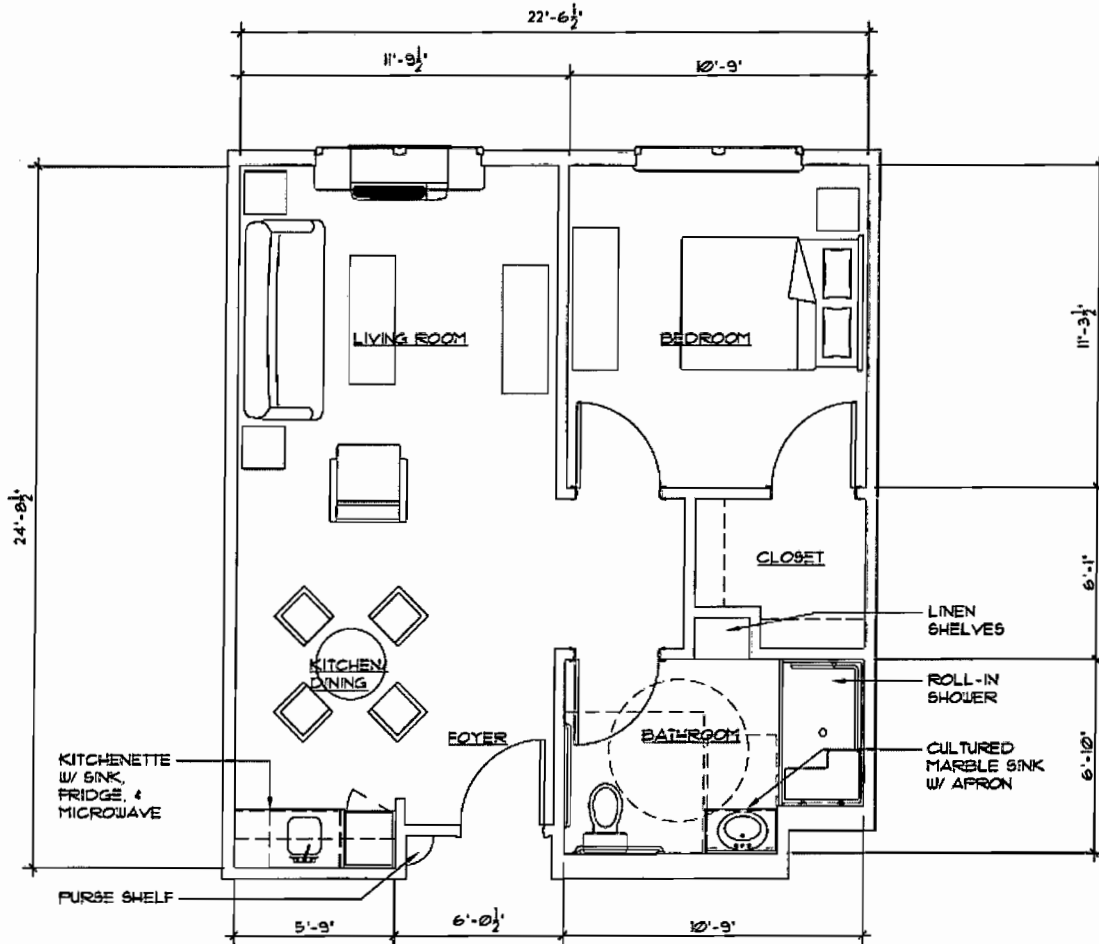 22'-6½"
11'-9½"
10'-9"
LIVING ROOM
BEDROOM
11'-3½"
24'-8½"
CLOSET
6'-1"
LINEN
SHELVES
KITCHEN/
DINING
ROLL-IN
SHOWER
FOYER
BATHROOM
KITCHENETTE
W/ SINK,
FRIDGE, &
MICROWAVE
CULTURED
MARBLE SINK
W/ APRON
6'-10"
PURSE SHELF
5'-9"
6'-0½"
10'-9"